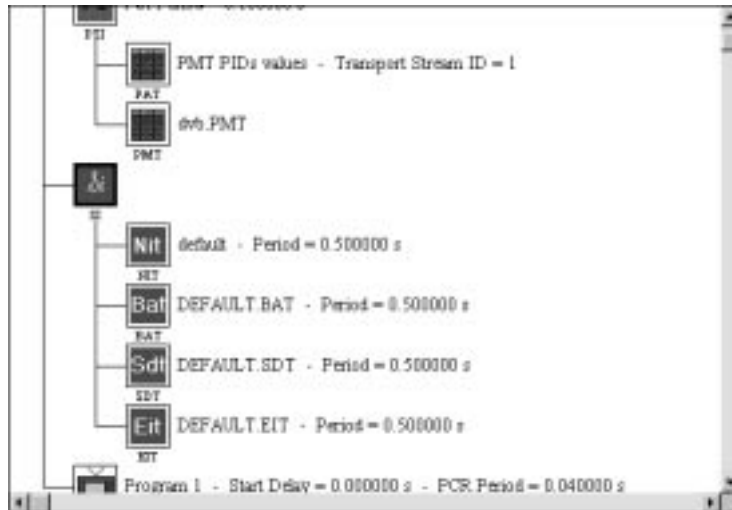 PSI
PMT PIDs values - Transport Stream ID = 1
PAT
dvb.PMT
PMT
SI
Nit default - Period = 0.500000 s
NIT
Bat DEFAULT.BAT - Period = 0.500000 s
BAT
Sdt DEFAULT.SDT - Period = 0.500000 s
SDT
Eit DEFAULT.EIT - Period = 0.500000 s
EIT
Program 1 - Start Delay = 0.000000 s - PCR Period = 0.040000 s